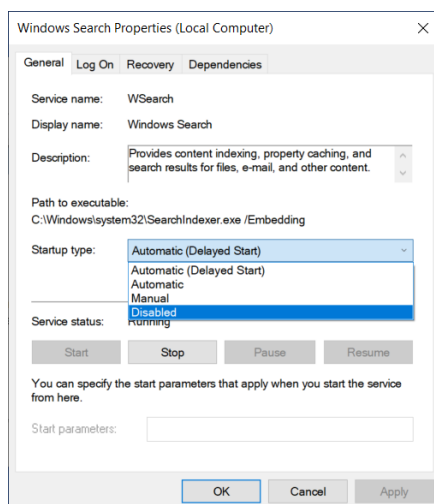 Windows Search Properties (Local Computer)
General Log On Recovery Dependencies
Service name: WSearch
Display name: Windows Search
Description: Provides content indexing, property caching, and
search results for files, e-mail, and other content.
Path to executable:
C:\Windows\system32\SearchIndexer.exe /Embedding
Startup type: Automatic (Delayed Start)
Automatic (Delayed Start)
Automatic
Manual
Disabled
Service status: Running
Start Stop Pause Resume
You can specify the start parameters that apply when you start the service
from here.
Start parameters:
OK Cancel Apply